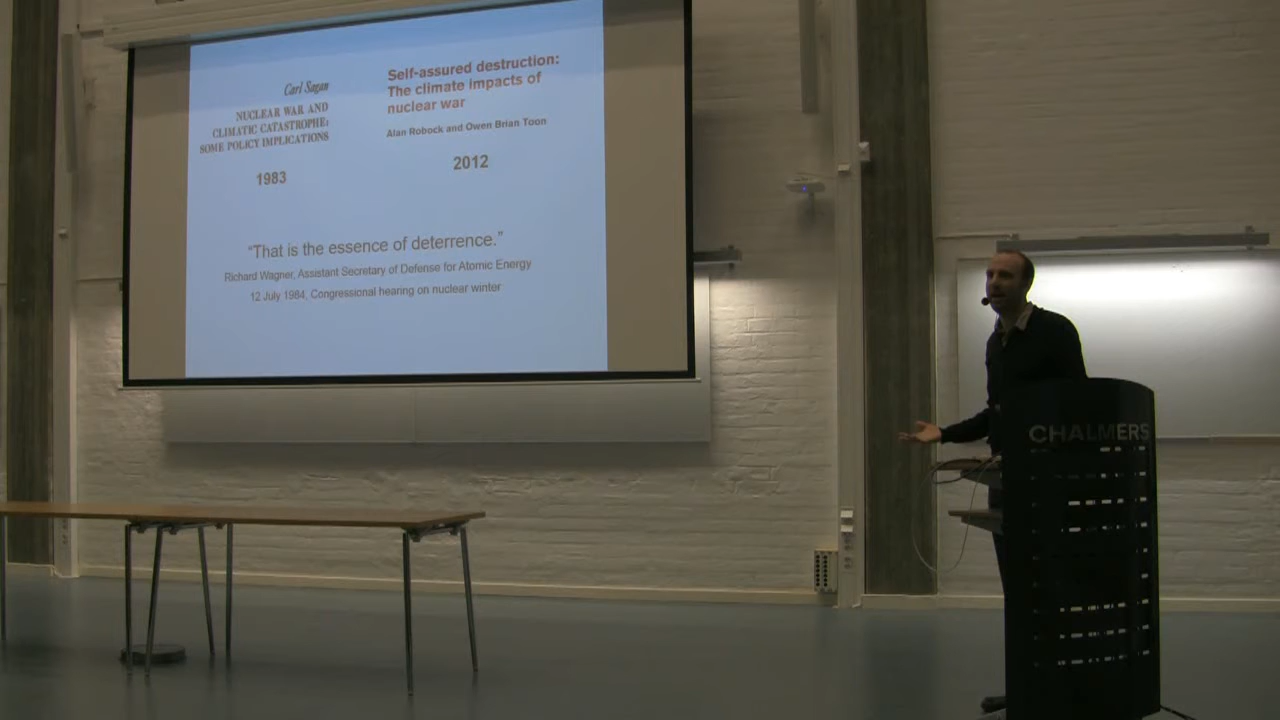 Carl Sagan
NUCLEAR WAR AND
CLIMATIC CATASTROPHE:
SOME POLICY IMPLICATIONS
1983
Self-assured destruction:
The climate impacts of
nuclear war
Alan Robock and Owen Brian Toon
2012
“That is the essence of deterrence.”
Richard Wagner, Assistant Secretary of Defense for Atomic Energy
12 July 1984, Congressional hearing on nuclear winter
CHALMERS